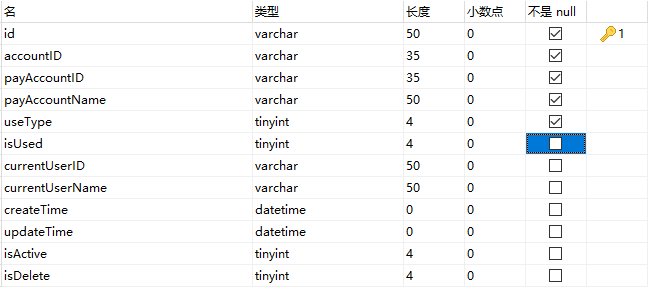 名 类型 长度 小数点 不是 null
id varchar 50 0 1
accountID varchar 35 0
payAccountID varchar 35 0
payAccountName varchar 50 0
useType tinyint 4 0
isUsed tinyint 4 0
currentUserID varchar 50 0
currentUserName varchar 50 0
createTime datetime 0 0
updateTime datetime 0 0
isActive tinyint 4 0
isDelete tinyint 4 0